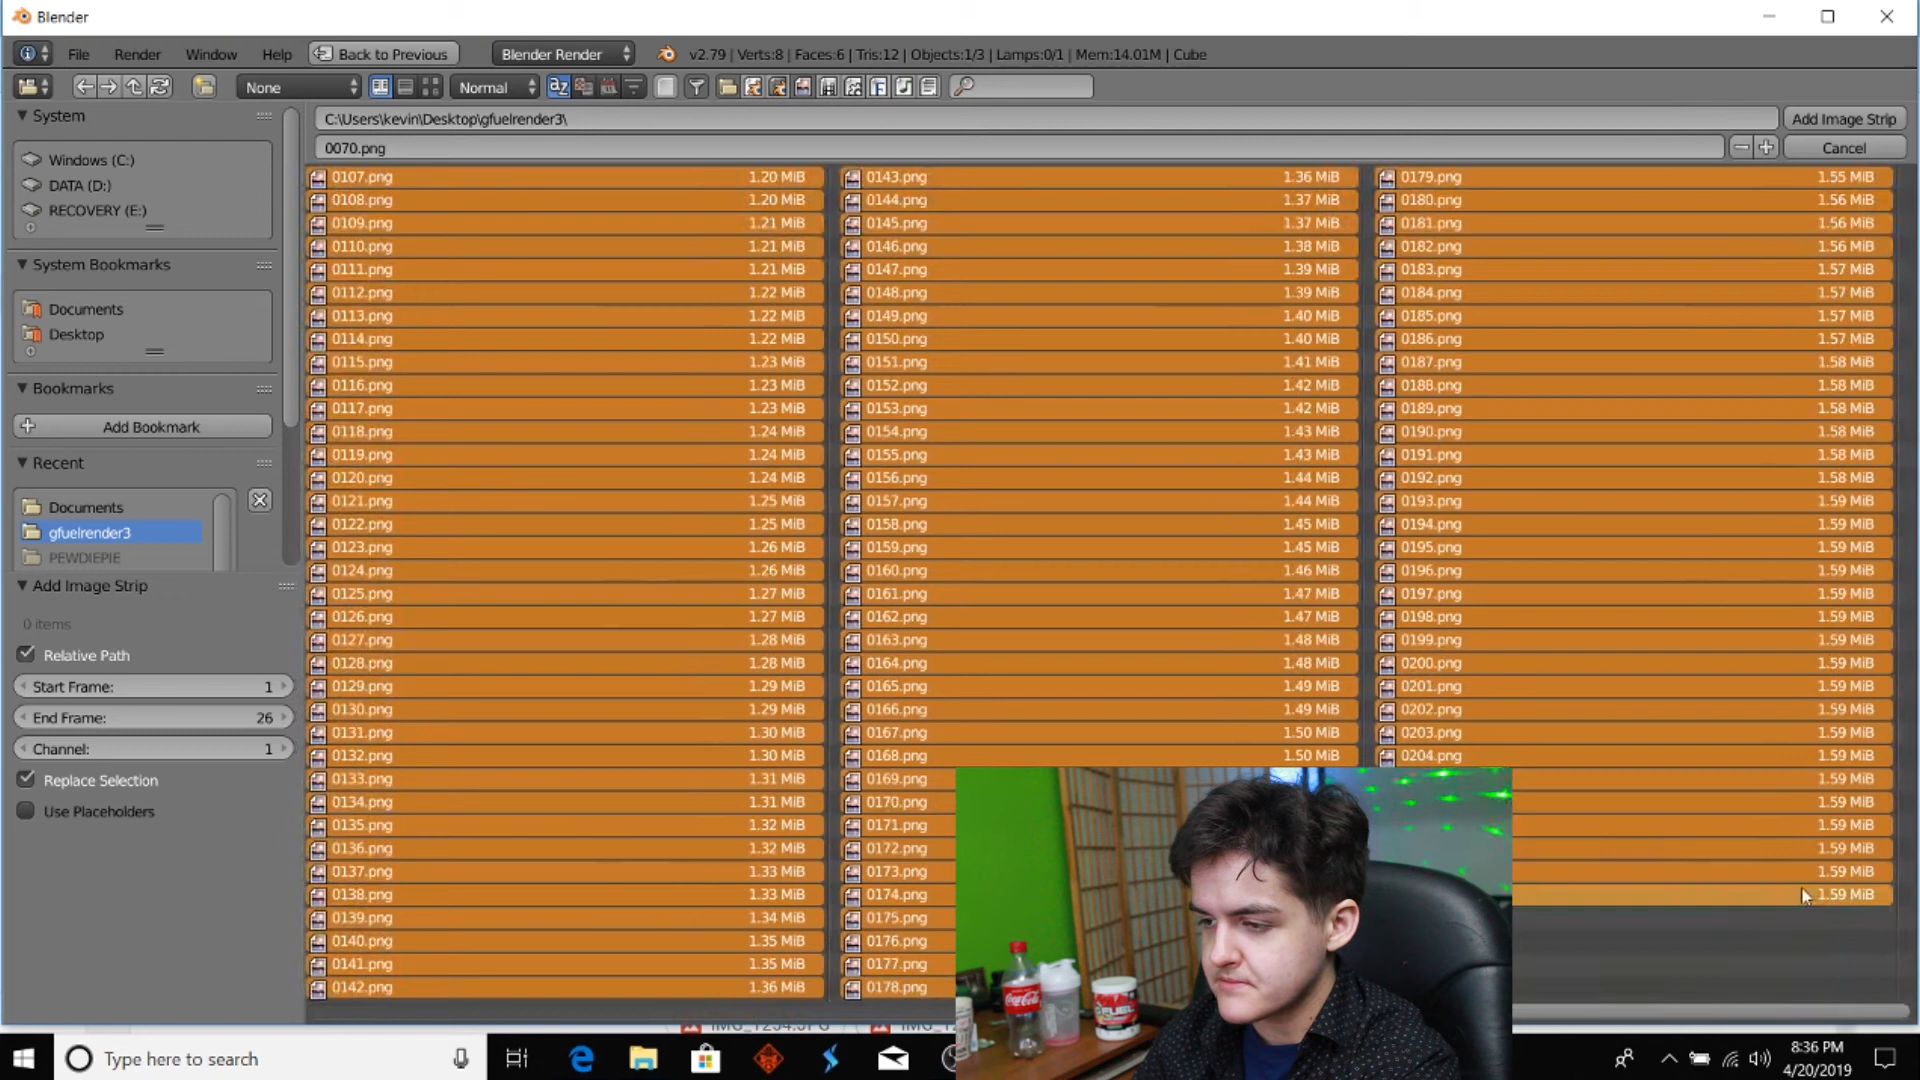 Blender
File Render Window Help Back to Previous Blender Render v2.79 | Verts:8 | Faces:6 | Tris:12 | Objects:1/3 | Lamps:0/1 | Mem:14.01M | Cube
None Normal
System
Windows (C:)
DATA (D:)
RECOVERY (E:)
System Bookmarks
Documents
Desktop
Bookmarks
Add Bookmark
Recent
Documents
gfuelrender3
PEWDIEPIE
Add Image Strip
0 items
Relative Path
Start Frame: 1
End Frame: 26
Channel: 1
Replace Selection
Use Placeholders
C:\Users\kevin\Desktop\gfuelrender3\ Add Image Strip
0070.png Cancel
0107.png 1.20 MiB 0143.png 1.36 MiB 0179.png 1.55 MiB
0108.png 1.20 MiB 0144.png 1.37 MiB 0180.png 1.56 MiB
0109.png 1.21 MiB 0145.png 1.37 MiB 0181.png 1.56 MiB
0110.png 1.21 MiB 0146.png 1.38 MiB 0182.png 1.56 MiB
0111.png 1.21 MiB 0147.png 1.39 MiB 0183.png 1.57 MiB
0112.png 1.22 MiB 0148.png 1.39 MiB 0184.png 1.57 MiB
0113.png 1.22 MiB 0149.png 1.40 MiB 0185.png 1.57 MiB
0114.png 1.22 MiB 0150.png 1.40 MiB 0186.png 1.57 MiB
0115.png 1.23 MiB 0151.png 1.41 MiB 0187.png 1.58 MiB
0116.png 1.23 MiB 0152.png 1.42 MiB 0188.png 1.58 MiB
0117.png 1.23 MiB 0153.png 1.42 MiB 0189.png 1.58 MiB
0118.png 1.24 MiB 0154.png 1.43 MiB 0190.png 1.58 MiB
0119.png 1.24 MiB 0155.png 1.43 MiB 0191.png 1.58 MiB
0120.png 1.24 MiB 0156.png 1.44 MiB 0192.png 1.58 MiB
0121.png 1.25 MiB 0157.png 1.44 MiB 0193.png 1.59 MiB
0122.png 1.25 MiB 0158.png 1.45 MiB 0194.png 1.59 MiB
0123.png 1.26 MiB 0159.png 1.45 MiB 0195.png 1.59 MiB
0124.png 1.26 MiB 0160.png 1.46 MiB 0196.png 1.59 MiB
0125.png 1.27 MiB 0161.png 1.47 MiB 0197.png 1.59 MiB
0126.png 1.27 MiB 0162.png 1.47 MiB 0198.png 1.59 MiB
0127.png 1.28 MiB 0163.png 1.48 MiB 0199.png 1.59 MiB
0128.png 1.28 MiB 0164.png 1.48 MiB 0200.png 1.59 MiB
0129.png 1.29 MiB 0165.png 1.49 MiB 0201.png 1.59 MiB
0130.png 1.29 MiB 0166.png 1.49 MiB 0202.png 1.59 MiB
0131.png 1.30 MiB 0167.png 1.50 MiB 0203.png 1.59 MiB
0132.png 1.30 MiB 0168.png 1.50 MiB 0204.png 1.59 MiB
0133.png 1.31 MiB 0169.png 1.59 MiB
0134.png 1.31 MiB 0170.png 1.59 MiB
0135.png 1.32 MiB 0171.png 1.59 MiB
0136.png 1.32 MiB 0172.png 1.59 MiB
0137.png 1.33 MiB 0173.png 1.59 MiB
0138.png 1.33 MiB 0174.png 1.59 MiB
0139.png 1.34 MiB 0175.png
0140.png 1.35 MiB 0176.png
0141.png 1.35 MiB 0177.png
0142.png 1.36 MiB 0178.png
Coca-Cola
FUEL
Type here to search
8:36 PM
4/20/2019